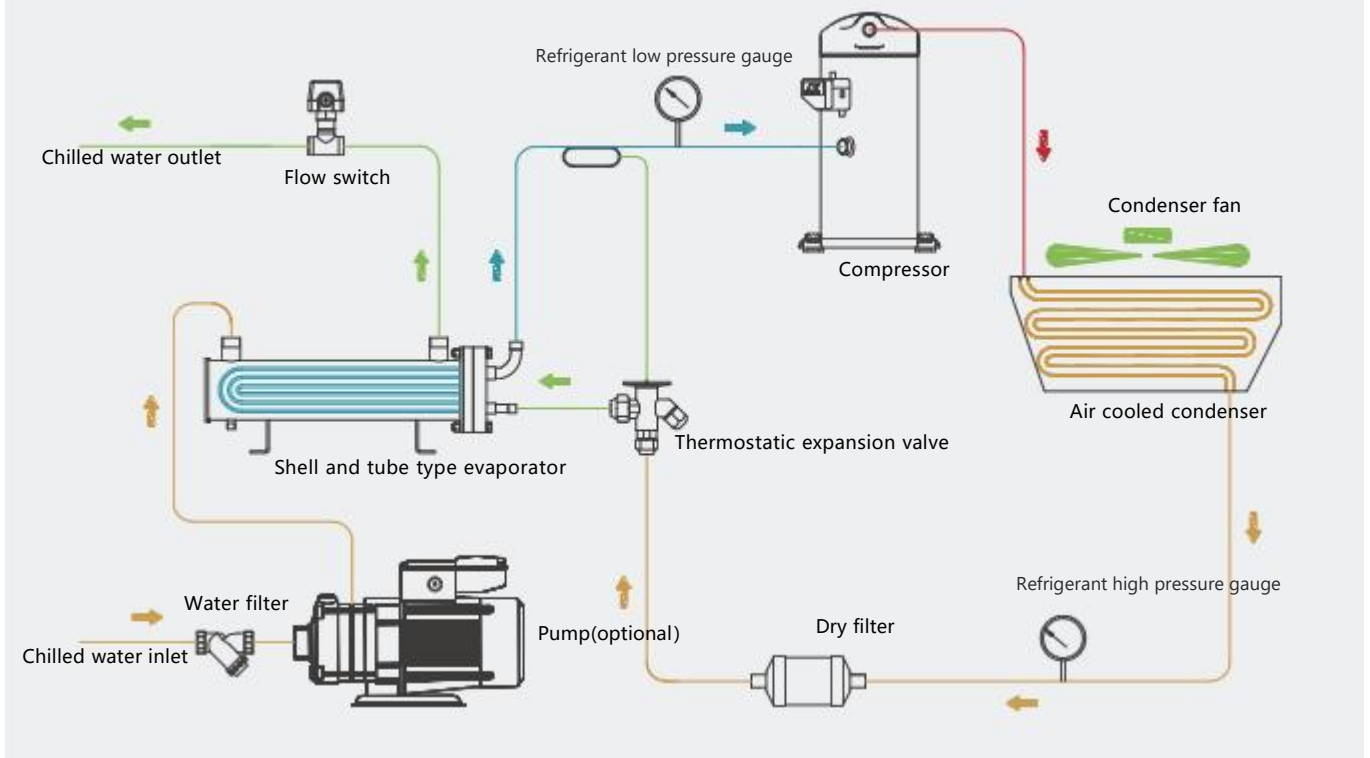 Refrigerant low pressure gauge
Chilled water outlet
Flow switch
Condenser fan
Compressor
Air cooled condenser
Thermostatic expansion valve
Shell and tube type evaporator
Refrigerant high pressure gauge
Water filter
Pump(optional)
Dry filter
Chilled water inlet